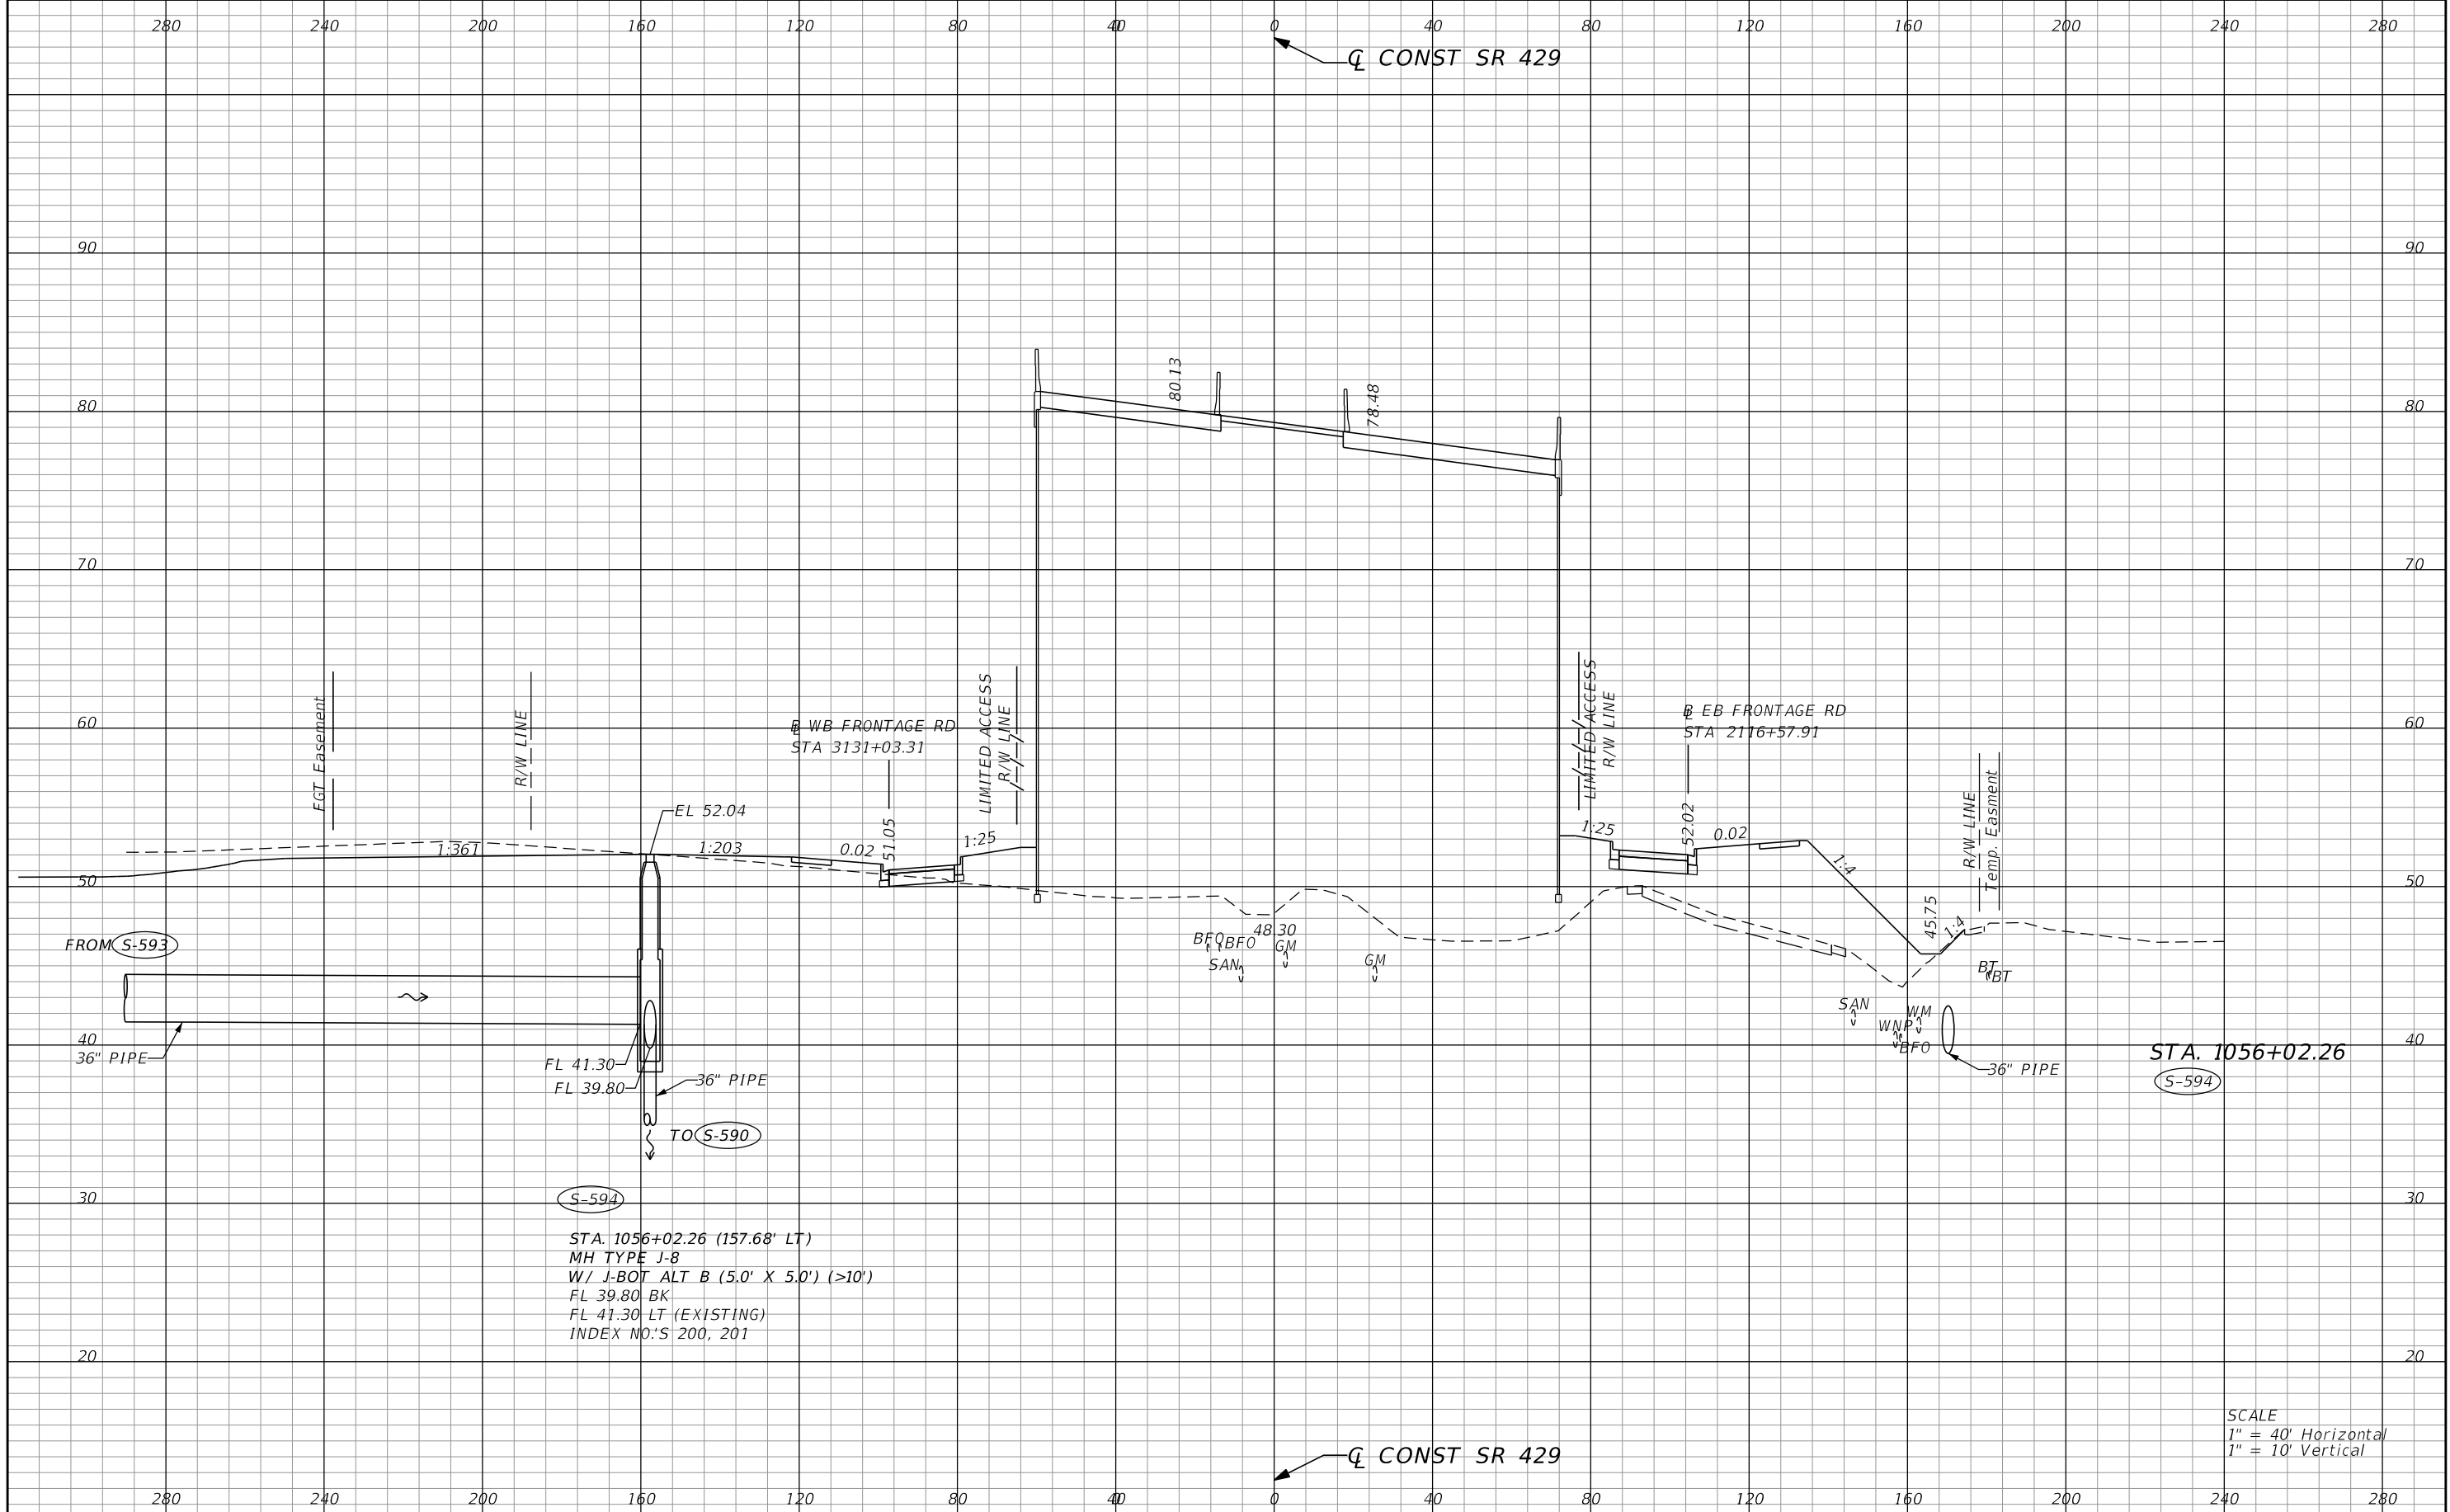 280 240 200 160 120 80 40 0 40 80 120 160 200 240 280
℄ CONST SR 429
90 90
80 80
80.13
78.48
70 70
60 60
FGT Easement
R/W LINE
B WB FRONTAGE RD
STA 3131+03.31
LIMITED ACCESS
R/W LINE
LIMITED ACCESS
R/W LINE
B EB FRONTAGE RD
STA 2116+57.91
R/W LINE
Temp. Easment
EL 52.04
1:361
1:203
0.02
51.05
1:25
1:25
52.02
0.02
1:4
45.75
1:4
50 50
FROM S-593
BFO
BFO
48.30
GM
SAN
GM
BT
BT
SAN
WM
WNP
BFO
40 40
36" PIPE
FL 41.30
FL 39.80
36" PIPE
36" PIPE
STA. 1056+02.26
S-594
TO S-590
30 30
S-594
STA. 1056+02.26 (157.68' LT)
MH TYPE J-8
W/ J-BOT ALT B (5.0' X 5.0') (>10')
FL 39.80 BK
FL 41.30 LT (EXISTING)
INDEX NO.'S 200, 201
20 20
SCALE
1" = 40' Horizontal
1" = 10' Vertical
℄ CONST SR 429
280 240 200 160 120 80 40 0 40 80 120 160 200 240 280